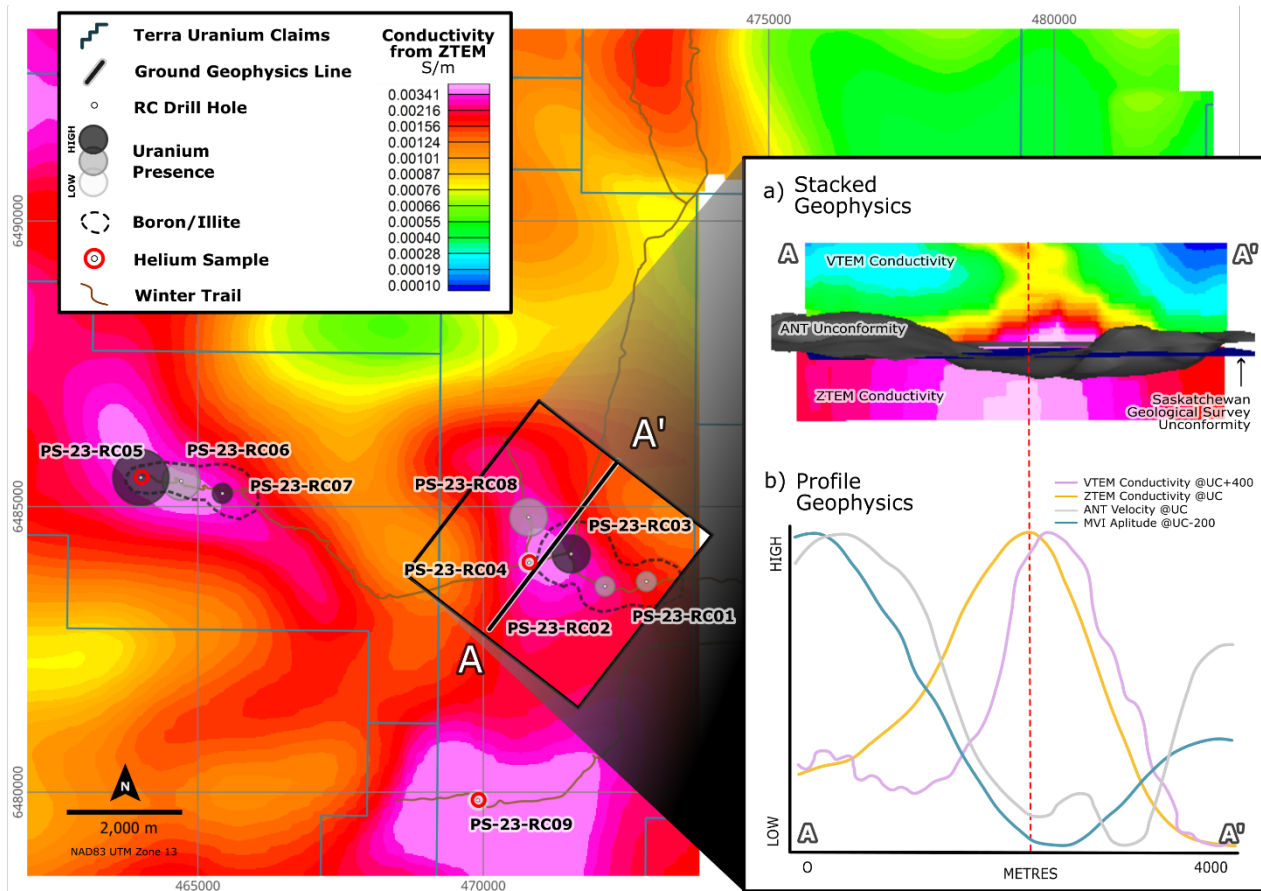 475000
480000
Terra Uranium Claims
Ground Geophysics Line
RC Drill Hole
HIGH
LOW
Uranium
Presence
Boron/Illite
Helium Sample
Winter Trail
Conductivity
from ZTEM
S/m
0.00341
0.00216
0.00156
0.00124
0.00101
0.00087
0.00076
0.00066
0.00055
0.00040
0.00029
0.00019
0.00010
6490000
6485000
6480000
PS-23-RC05
PS-23-RC06
PS-23-RC07
PS-23-RC08
PS-23-RC03
PS-23-RC04
PS-23-RC02
PS-23-RC01
PS-23-RC09
A'
A
N
2,000 m
NAD83 UTM Zone 13
465000
470000
a) Stacked
Geophysics
A
A'
VTEM Conductivity
ANT Unconformity
ZTEM Conductivity
Saskatchewan
Geological Survey
Unconformity
b) Profile
Geophysics
VTEM Conductivity @UC+400
ZTEM Conductivity @UC
ANT Velocity @UC
MVI Aplitude @UC-200
HIGH
LOW
A
A'
O
METRES
4000